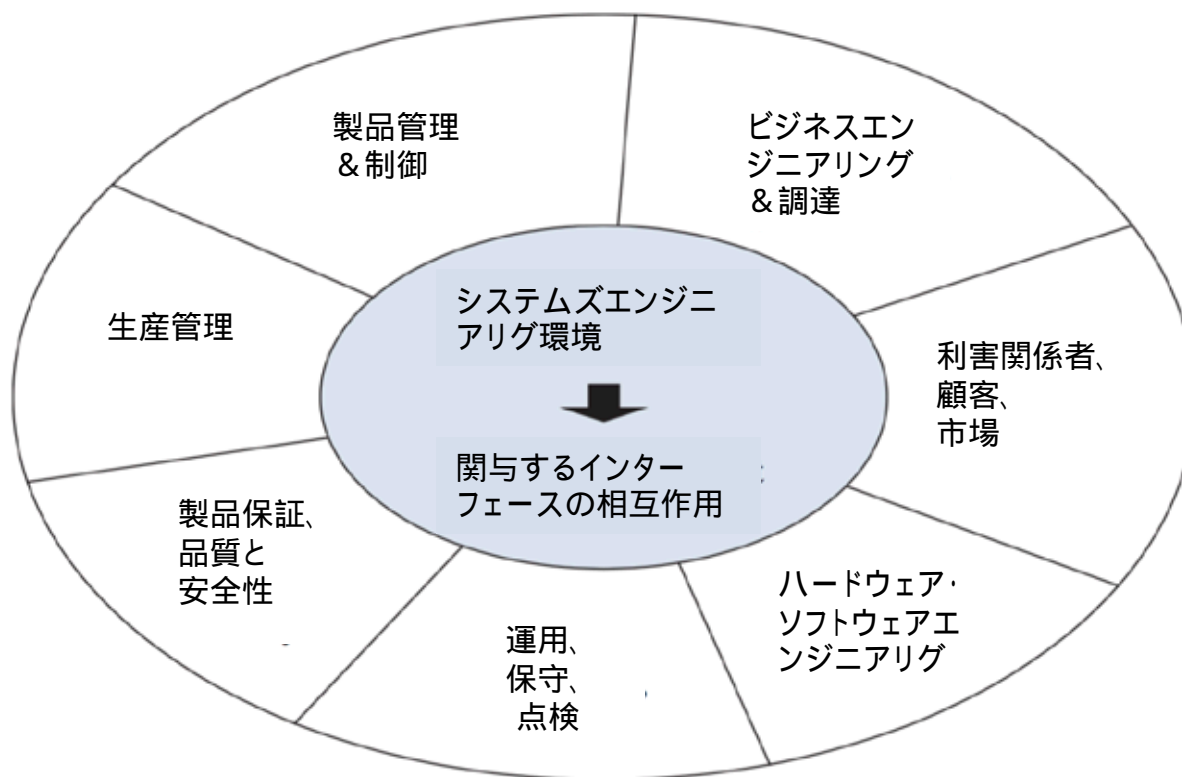 製品管理
&制御
ビジネスエン
ジニアリング
&調達
システムズエンジニ
アリグ環境
生産管理
利害関係者、
顧客、
市場
関与するインター
フェースの相互作用
製品保証、
品質と
安全性
ハードウェア・
ソフトウェアエ
ンジニアリグ
運用、
保守、
点検